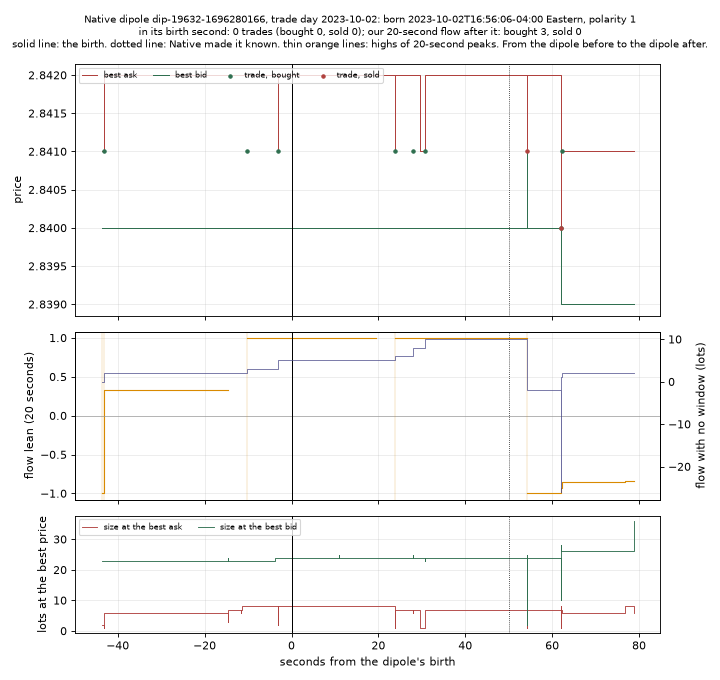 Native dipole dip-19632-1696280166, trade day 2023-10-02: born 2023-10-02T16:56:06-04:00 Eastern, polarity 1
in its birth second: 0 trades (bought 0, sold 0); our 20-second flow after it: bought 3, sold 0
solid line: the birth. dotted line: Native made it known. thin orange lines: highs of 20-second peaks. From the dipole before to the dipole after.
best ask best bid trade, bought trade, sold
2.8420
2.8415
2.8410
2.8405
2.8400
2.8395
2.8390
price
1.0
0.5
0.0
−0.5
−1.0
flow lean (20 seconds)
10
0
−10
−20
flow with no window (lots)
size at the best ask size at the best bid
30
20
10
0
lots at the best price
−40 −20 0 20 40 60 80
seconds from the dipole's birth